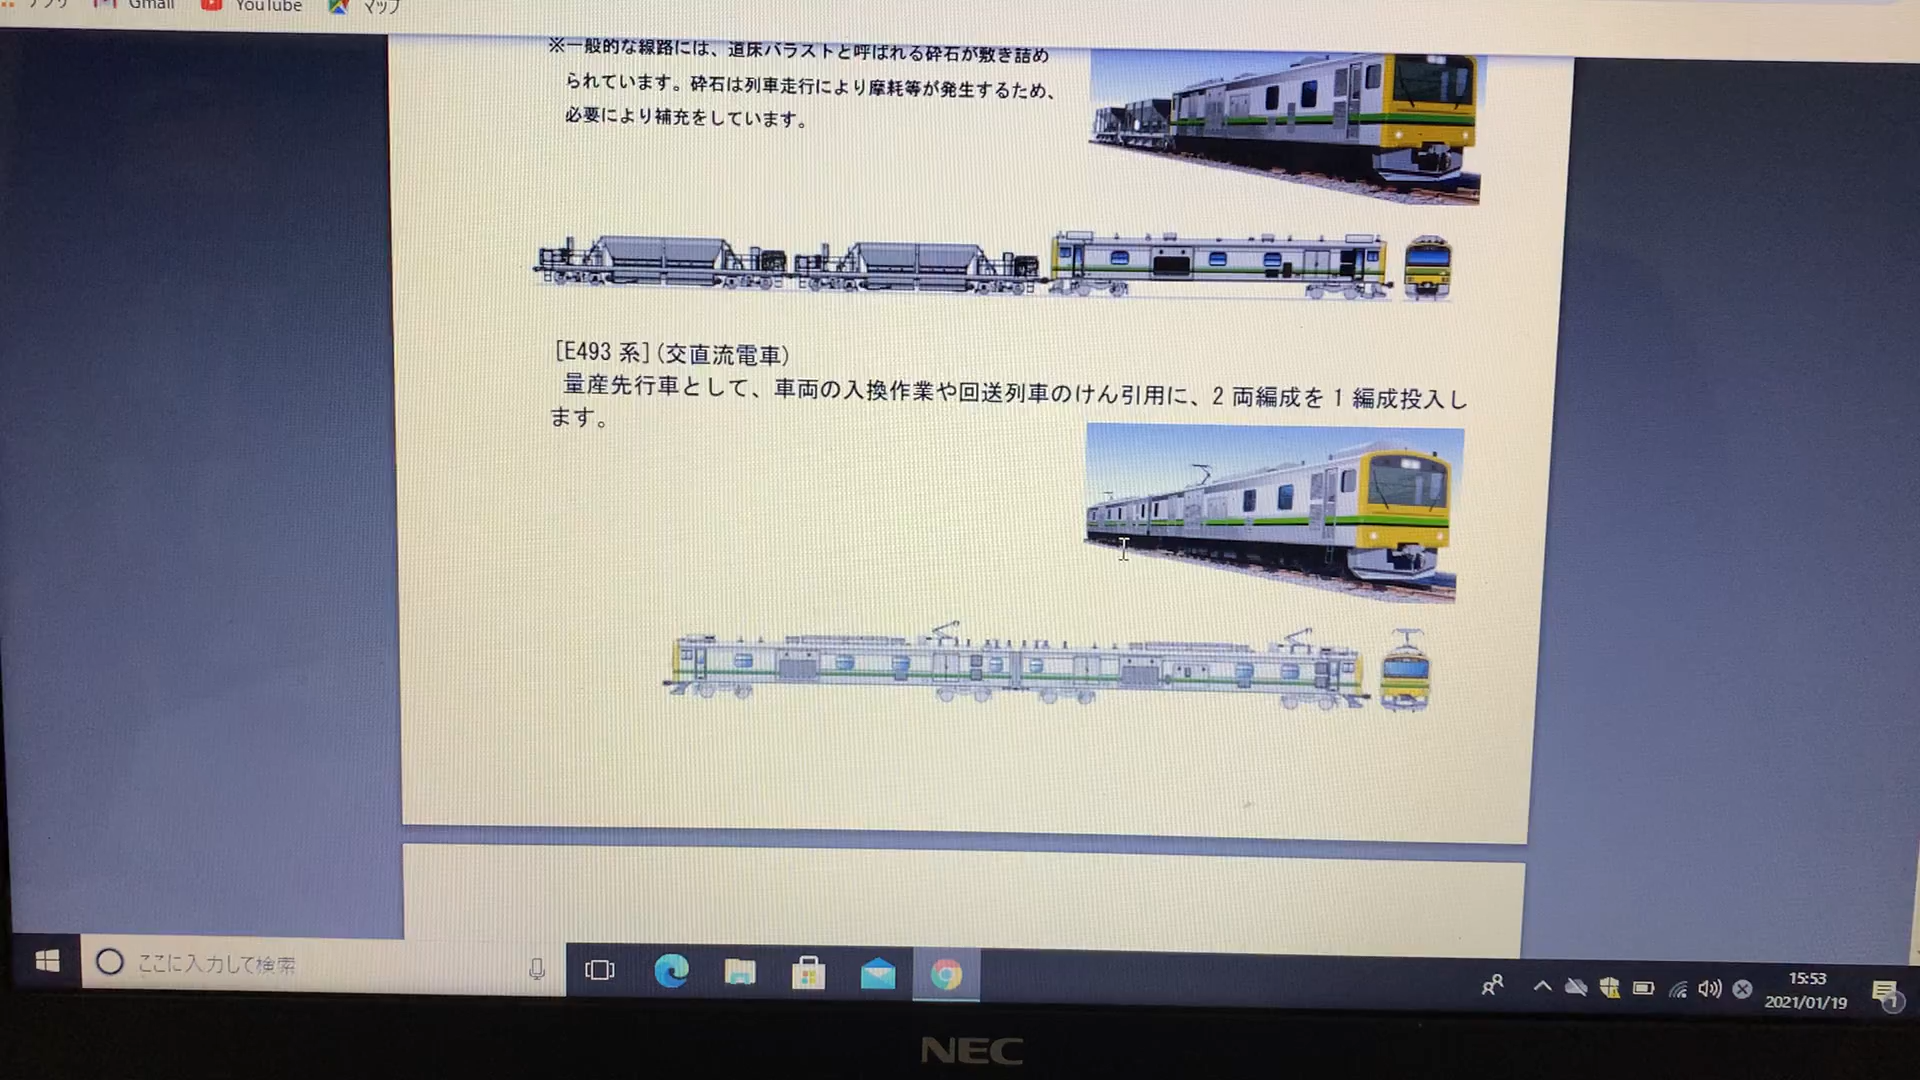 アプリ Gmail YouTube マップ
※一般的な線路には、道床バラストと呼ばれる砕石が敷き詰め
られています。砕石は列車走行により摩耗等が発生するため、
必要により補充をしています。
[E493 系](交直流電車)
量産先行車として、車両の入換作業や回送列車のけん引用に、2 両編成を 1 編成投入し
ます。
ここに入力して検索
15:53
2021/01/19
1
NEC